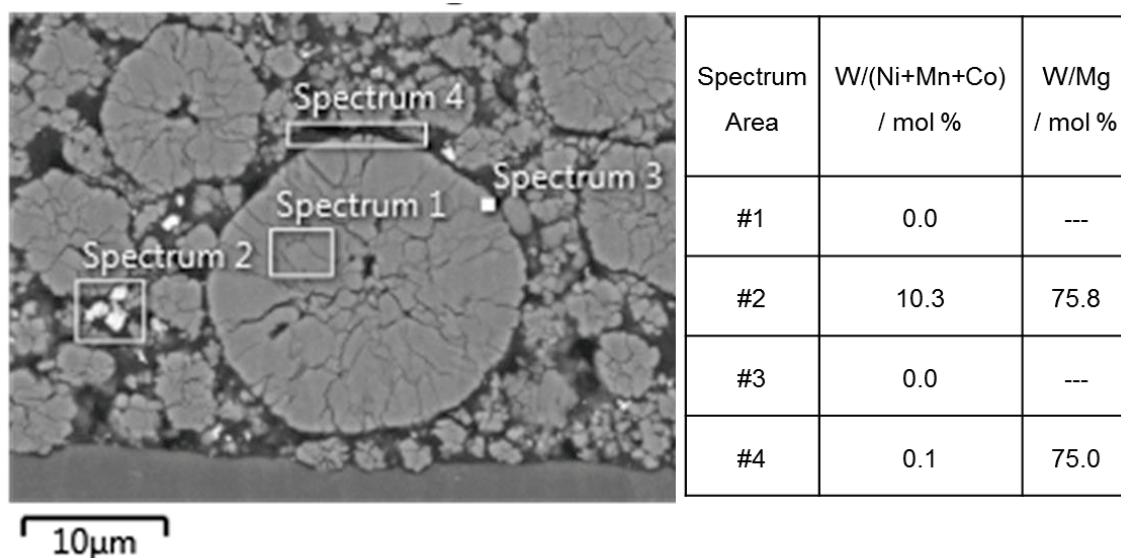 Spectrum 4
Spectrum 3
Spectrum 1
Spectrum 2
10μm
Spectrum Area W/(Ni+Mn+Co) / mol % W/Mg / mol %
#1 0.0 ---
#2 10.3 75.8
#3 0.0 ---
#4 0.1 75.0